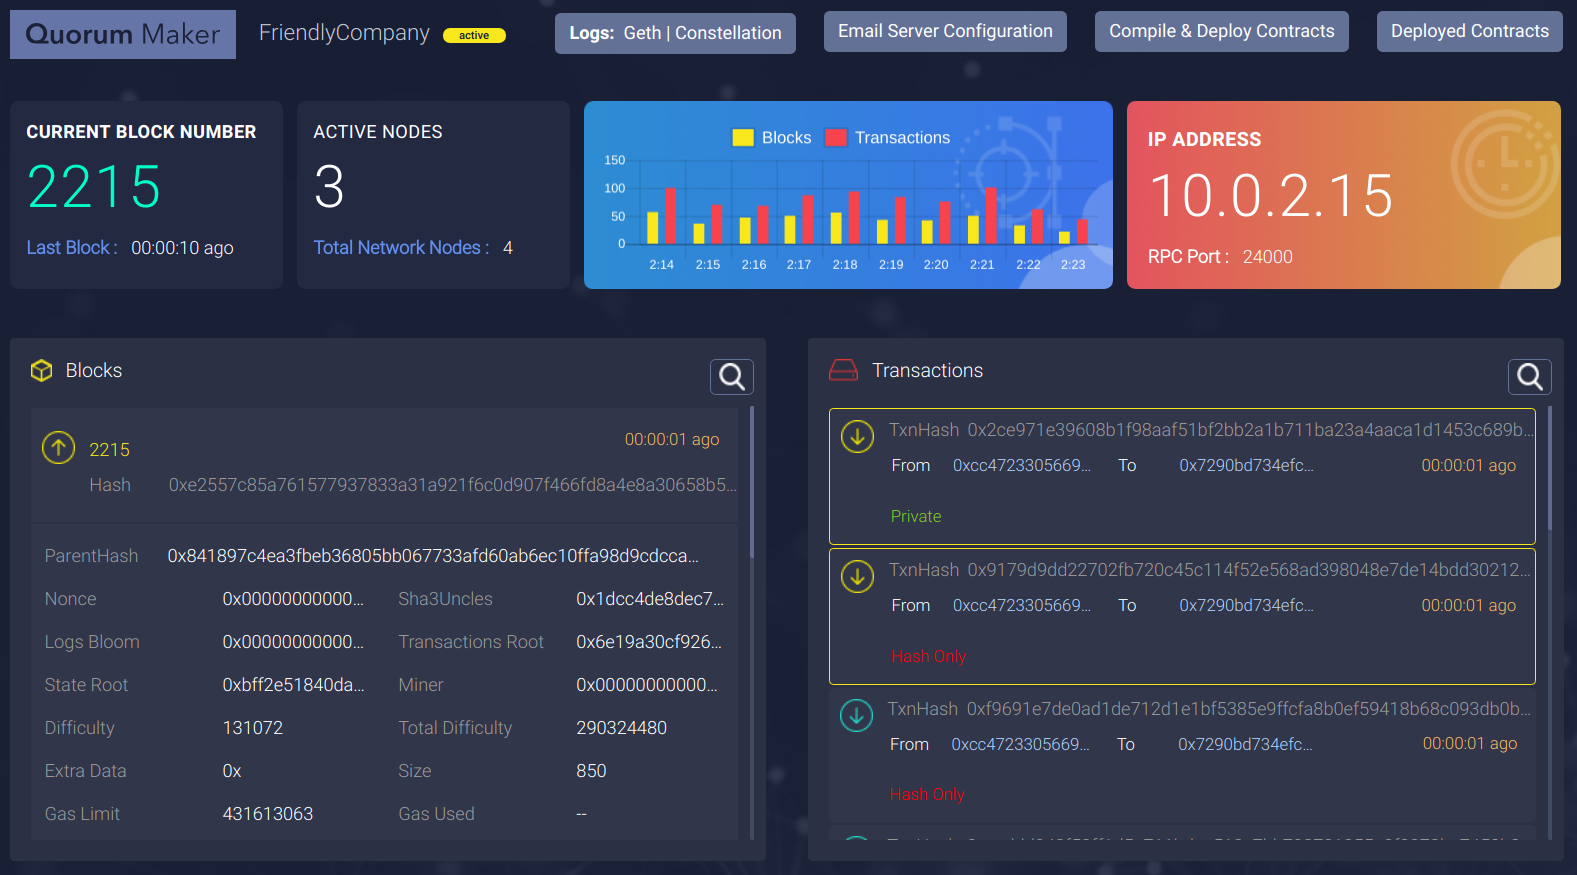 Quorum Maker
FriendlyCompany active
Logs: Geth | Constellation
Email Server Configuration
Compile & Deploy Contracts
Deployed Contracts
CURRENT BLOCK NUMBER
2215
Last Block : 00:00:10 ago
ACTIVE NODES
3
Total Network Nodes : 4
Blocks Transactions
150
100
50
0
2:14 2:15 2:16 2:17 2:18 2:19 2:20 2:21 2:22 2:23
IP ADDRESS
10.0.2.15
RPC Port : 24000
Blocks
2215 00:00:01 ago
Hash 0xe2557c85a761577937833a31a921f6c0d907f466fd8a4e8a30658b5...
ParentHash 0x841897c4ea3fbeb36805bb067733afd60ab6ec10ffa98d9cdcca...
Nonce 0x00000000000... Sha3Uncles 0x1dcc4de8dec7...
Logs Bloom 0x00000000000... Transactions Root 0x6e19a30cf926...
State Root 0xbff2e51840da... Miner 0x00000000000...
Difficulty 131072 Total Difficulty 290324480
Extra Data 0x Size 850
Gas Limit 431613063 Gas Used --
Transactions
TxnHash 0x2ce971e39608b1f98aaf51bf2bb2a1b711ba23a4aaca1d1453c689b...
From 0xcc4723305669... To 0x7290bd734efc... 00:00:01 ago
Private
TxnHash 0x9179d9dd22702fb720c45c114f52e568ad398048e7de14bdd30212...
From 0xcc4723305669... To 0x7290bd734efc... 00:00:01 ago
Hash Only
TxnHash 0xf9691e7de0ad1de712d1e1bf5385e9ffcfa8b0ef59418b68c093db0b...
From 0xcc4723305669... To 0x7290bd734efc... 00:00:01 ago
Hash Only